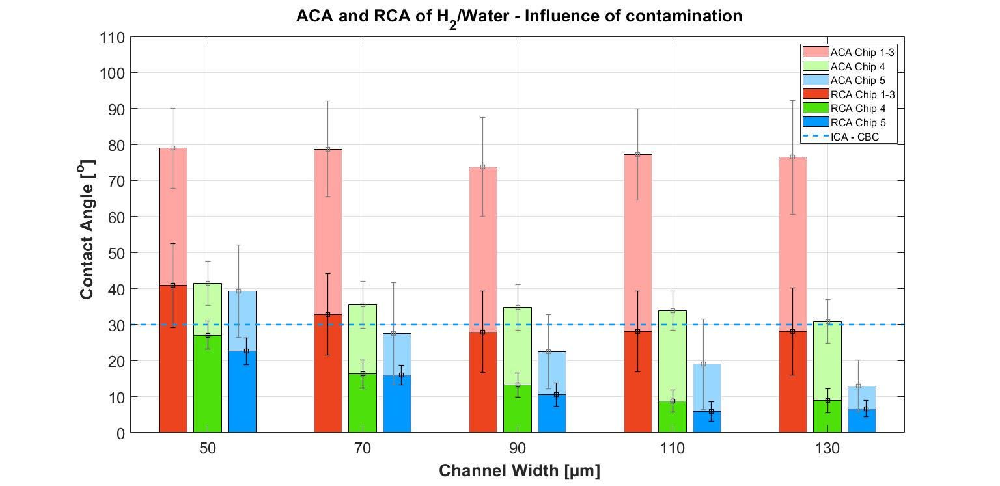 ACA and RCA of H₂/Water - Influence of contamination
110
100
90
80
70
60
50
40
30
20
10
0
Contact Angle [°]
ACA Chip 1-3
ACA Chip 4
ACA Chip 5
RCA Chip 1-3
RCA Chip 4
RCA Chip 5
ICA - CBC
50 70 90 110 130
Channel Width [µm]